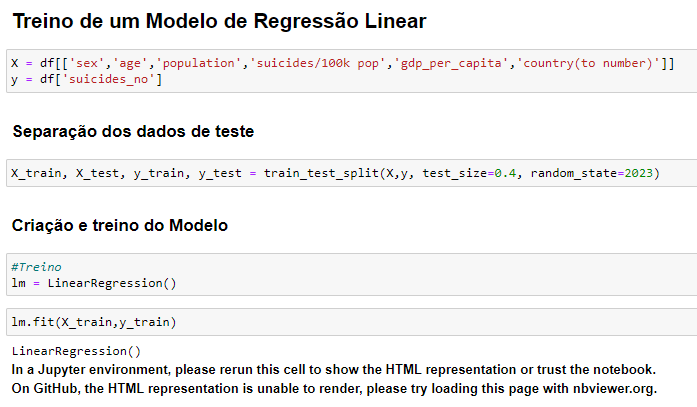 Treino de um Modelo de Regressão Linear
X = df[['sex','age','population','suicides/100k pop','gdp_per_capita','country(to number)']]
y = df['suicides_no']
Separação dos dados de teste
X_train, X_test, y_train, y_test = train_test_split(X,y, test_size=0.4, random_state=2023)
Criação e treino do Modelo
#Treino
lm = LinearRegression()
lm.fit(X_train,y_train)
LinearRegression()
In a Jupyter environment, please rerun this cell to show the HTML representation or trust the notebook.
On GitHub, the HTML representation is unable to render, please try loading this page with nbviewer.org.